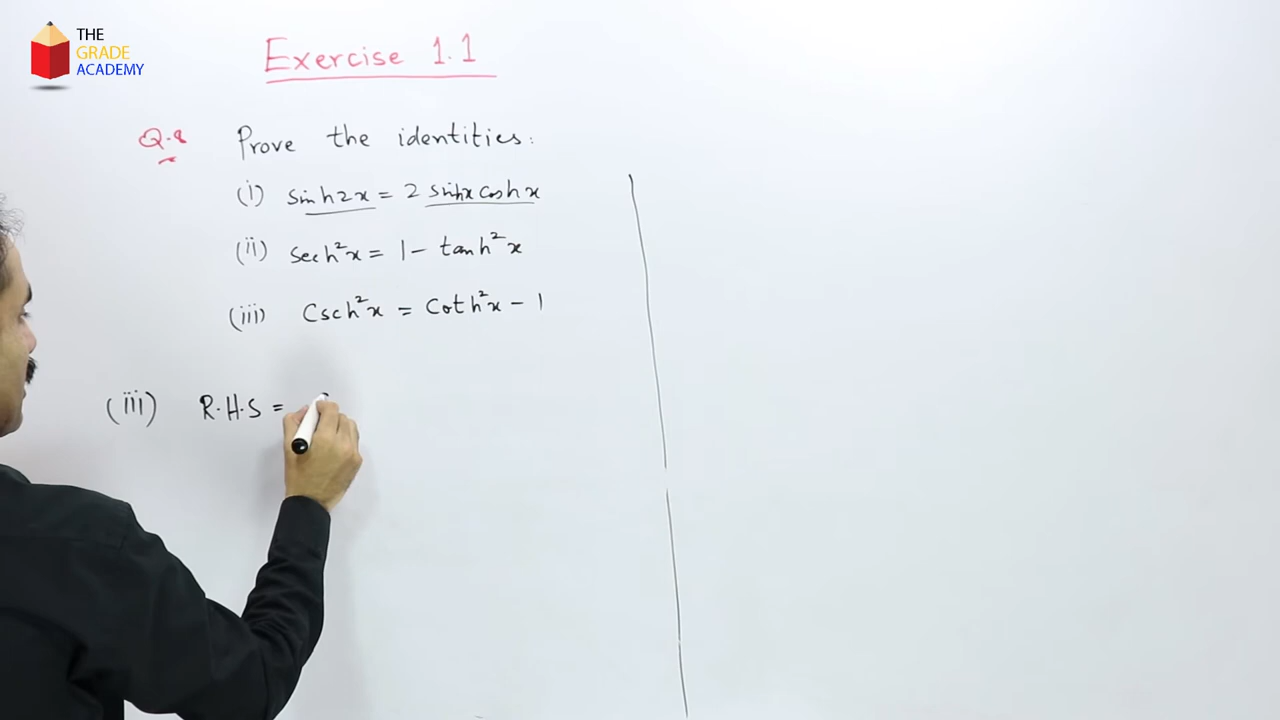 THE
GRADE
ACADEMY
Exercise 1.1
Q.8 Prove the identities:
(i) sinh2x = 2 sinhx coshx
(ii) sech²x = 1 - tanh²x
(iii) Csch²x = Coth²x - 1
(iii) R.H.S =